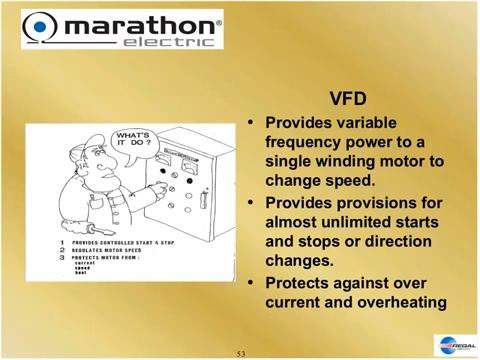 marathon®
electric
VFD
• Provides variable
frequency power to a
single winding motor to
change speed.
• Provides provisions for
almost unlimited starts
and stops or direction
changes.
• Protects against over
current and overheating
WHAT'S
IT DO?
1 PROVIDES CONTROLLED START & STOP
2 REGULATES MOTOR SPEED
3 PROTECTS MOTOR FROM:
current
speed
heat
REGAL
53